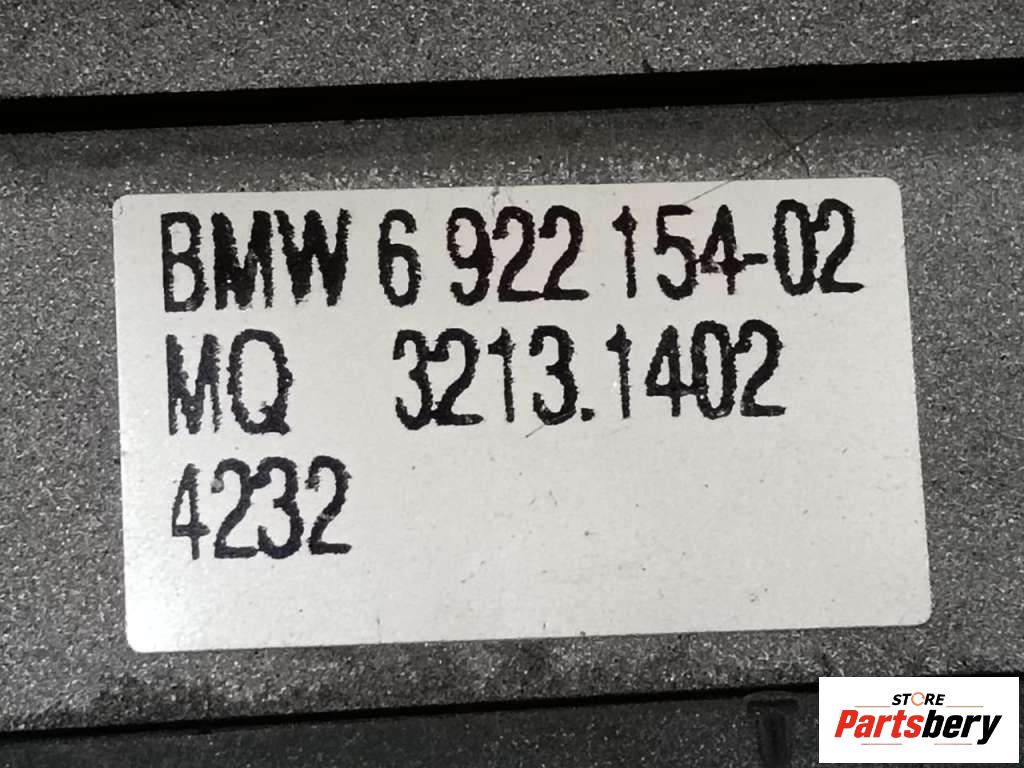 BMW 6 922 154-02
MQ 3213.1402
4232
STORE
Partsbery